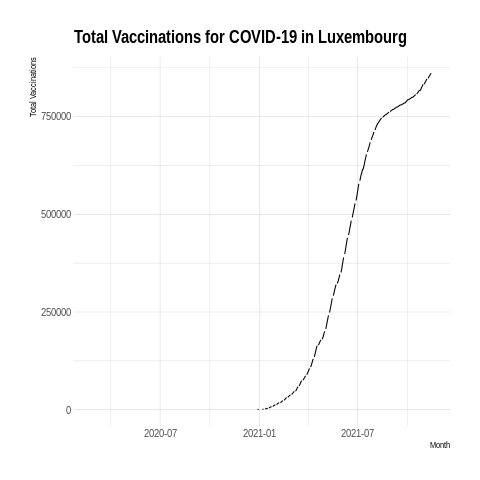 Total Vaccinations for COVID-19 in Luxembourg
Total Vaccinations
750000
500000
250000
0
2020-07 2021-01 2021-07
Month